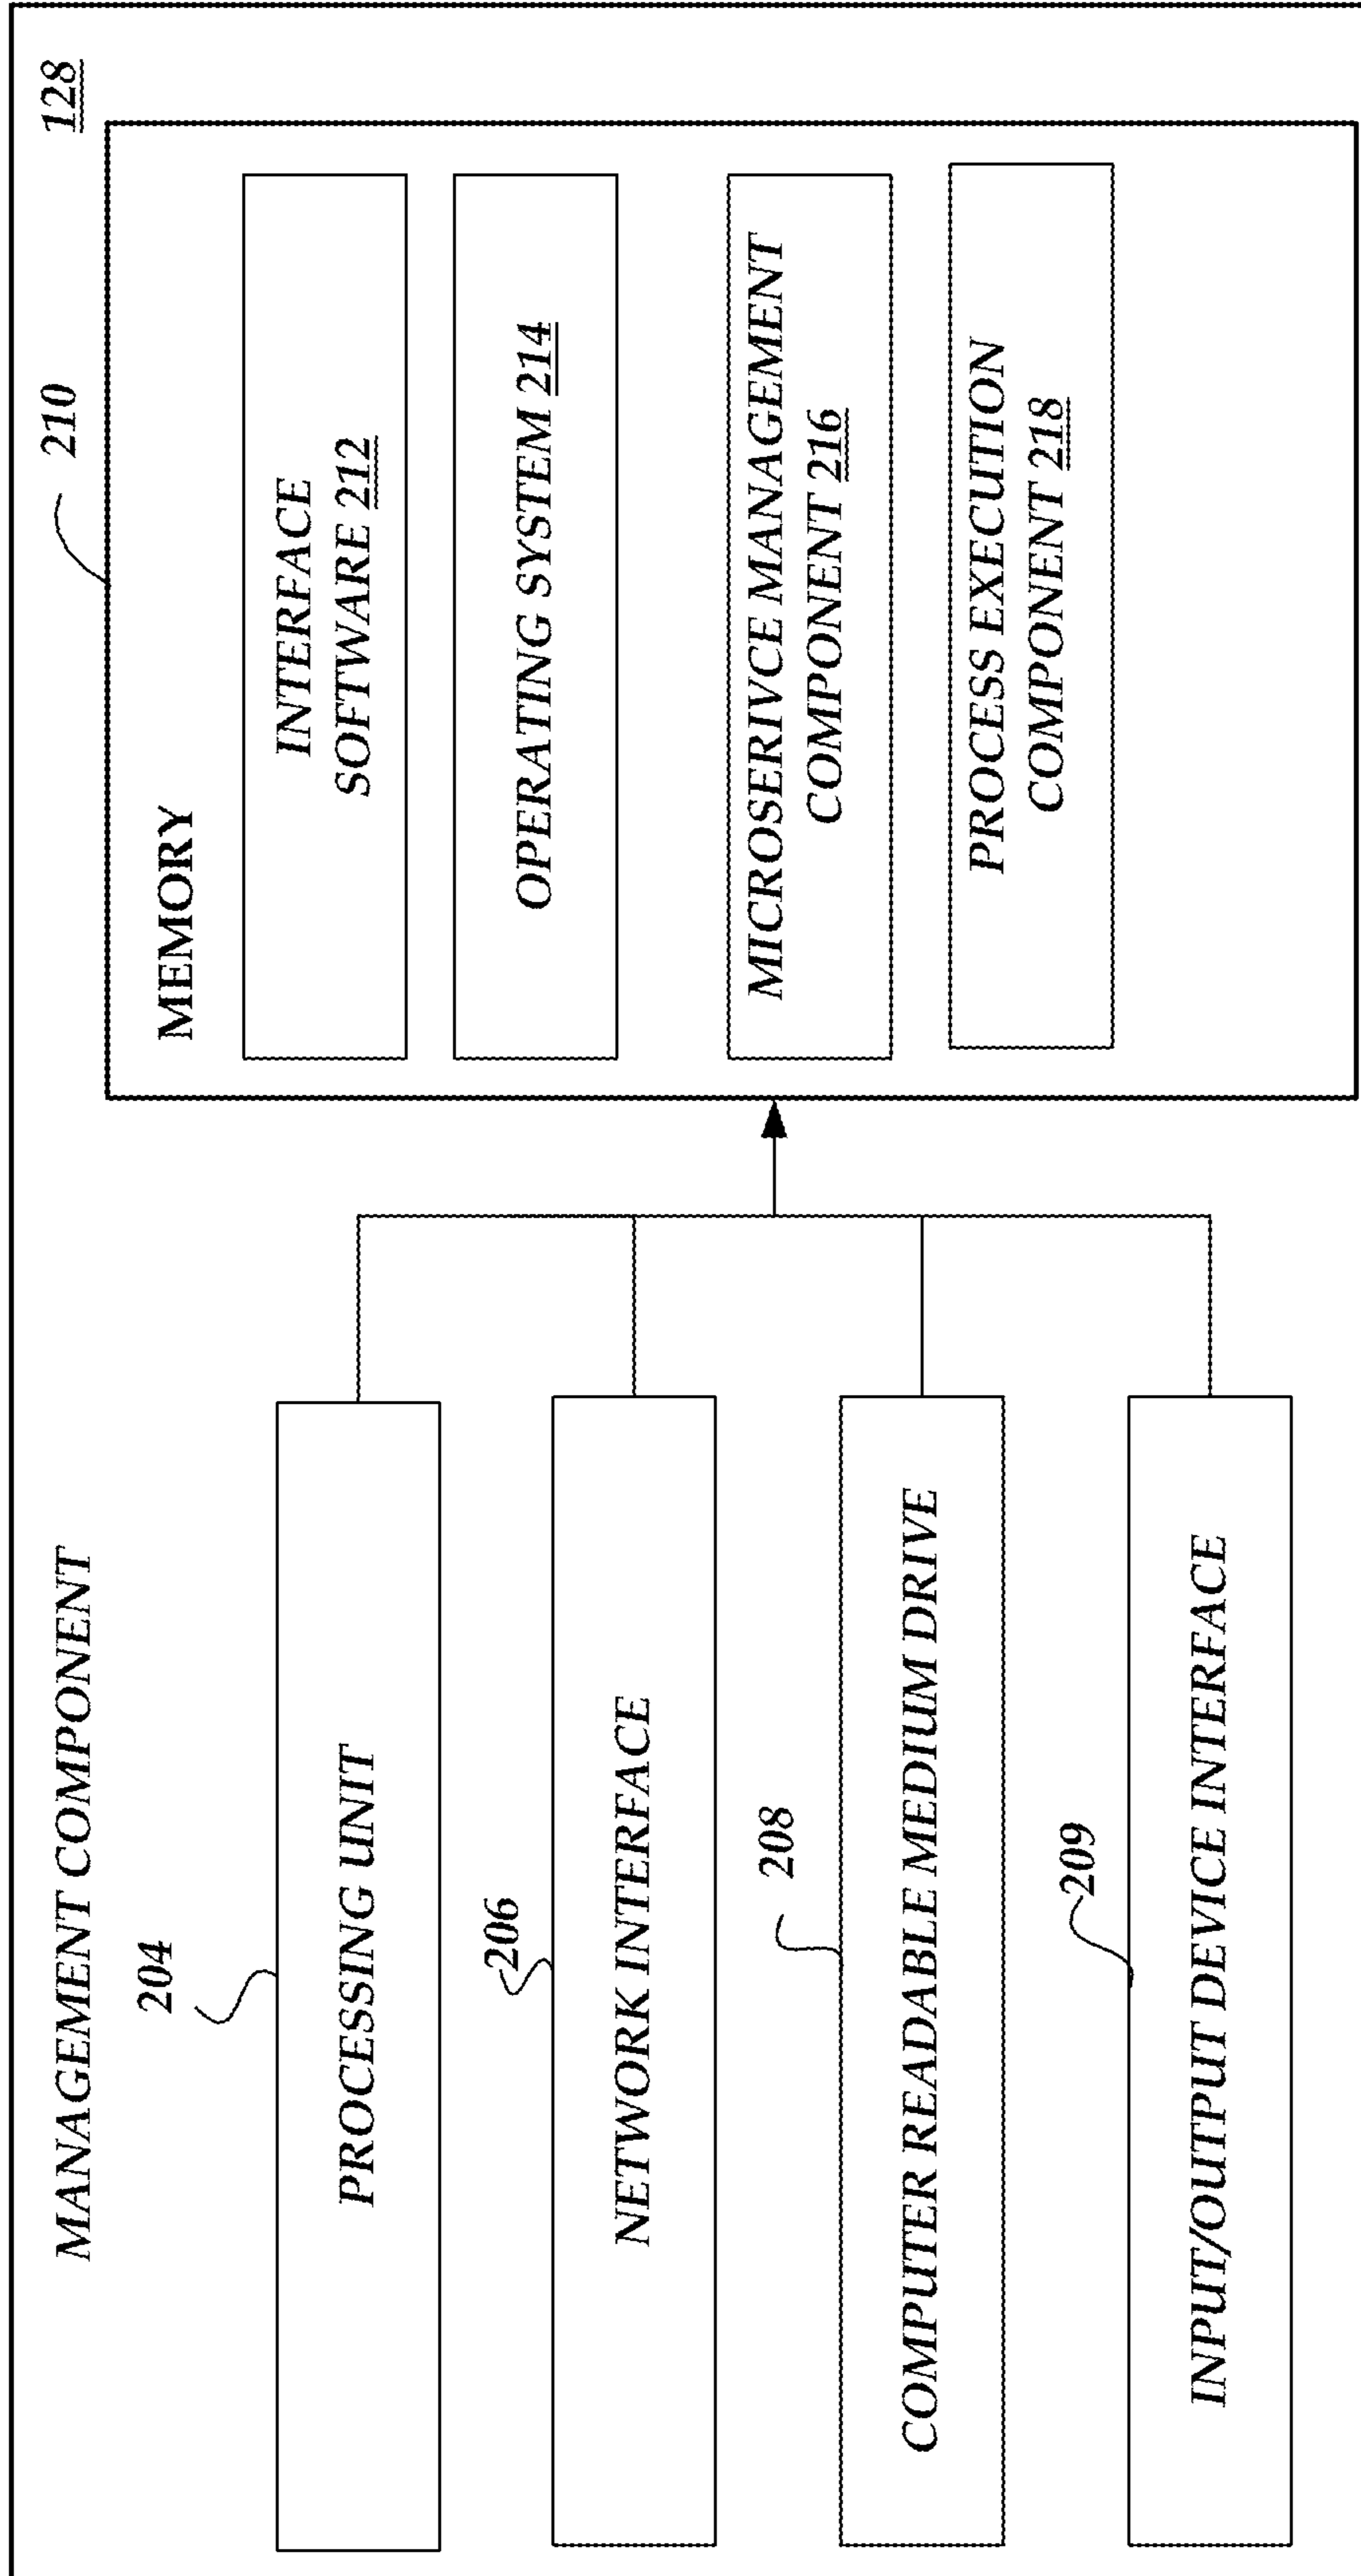 MANAGEMENT COMPONENT
128
204
PROCESSING UNIT
206
NETWORK INTERFACE
208
COMPUTER READABLE MEDIUM DRIVE
209
INPUT/OUTPUT DEVICE INTERFACE
210
MEMORY
INTERFACE
SOFTWARE 212
OPERATING SYSTEM 214
MICROSERIVCE MANAGEMENT
COMPONENT 216
PROCESS EXECUTION
COMPONENT 218